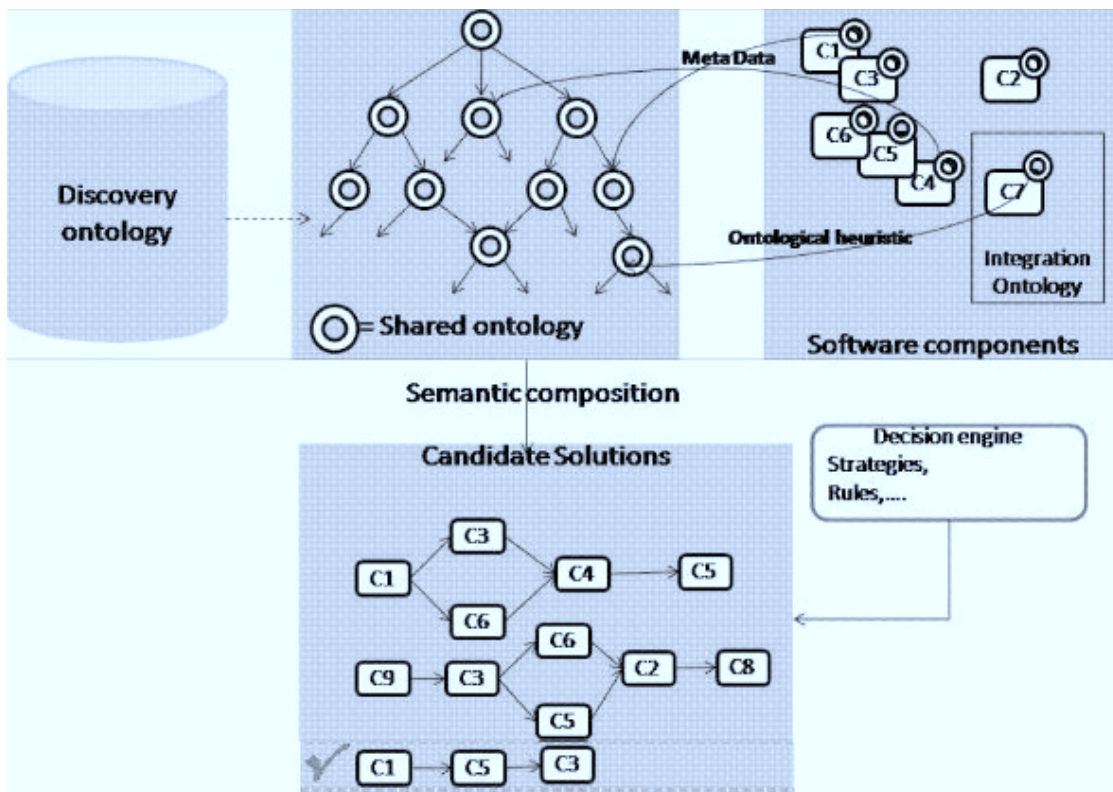 Discovery
ontology
= Shared ontology
Meta Data
Ontological heuristic
C1
C3
C2
C6
C5
C4
C7
Integration
Ontology
Software components
Semantic composition
Candidate Solutions
Decision engine
Strategies,
Rules,....
C3
C1
C4
C5
C6
C6
C9
C3
C2
C8
C5
C1
C5
C3